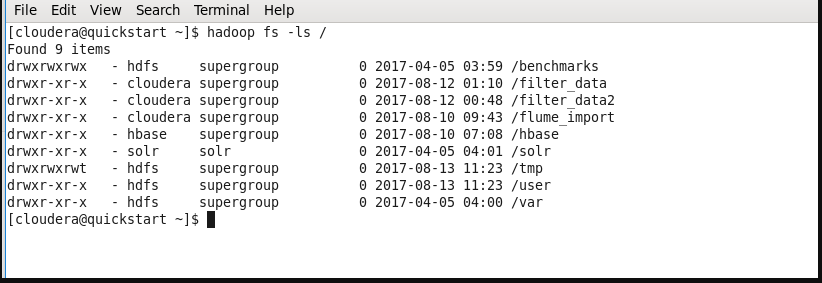 File Edit View Search Terminal Help
[cloudera@quickstart ~]$ hadoop fs -ls /
Found 9 items
drwxrwxrwx   - hdfs     supergroup          0 2017-04-05 03:59 /benchmarks
drwxr-xr-x   - cloudera supergroup          0 2017-08-12 01:10 /filter_data
drwxr-xr-x   - cloudera supergroup          0 2017-08-12 00:48 /filter_data2
drwxr-xr-x   - cloudera supergroup          0 2017-08-10 09:43 /flume_import
drwxr-xr-x   - hbase    supergroup          0 2017-08-10 07:08 /hbase
drwxr-xr-x   - solr     solr                0 2017-04-05 04:01 /solr
drwxrwxrwt   - hdfs     supergroup          0 2017-08-13 11:23 /tmp
drwxr-xr-x   - hdfs     supergroup          0 2017-08-13 11:23 /user
drwxr-xr-x   - hdfs     supergroup          0 2017-04-05 04:00 /var
[cloudera@quickstart ~]$